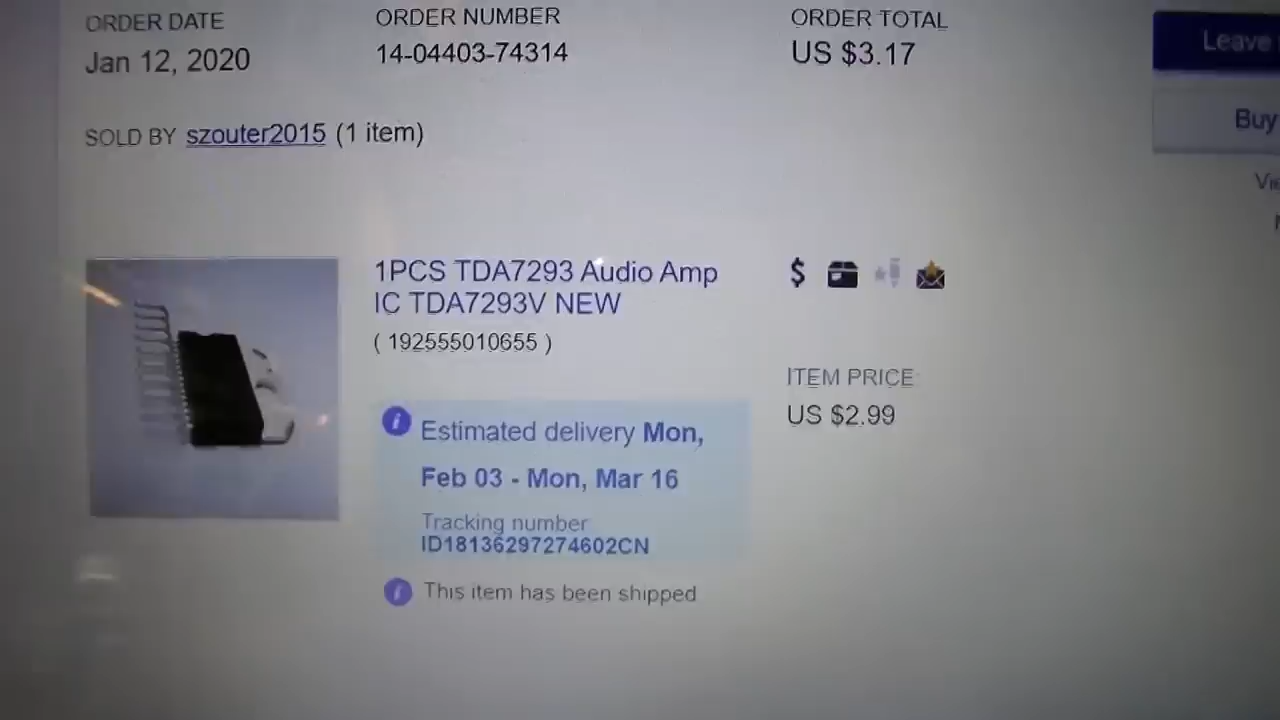 ORDER DATE
Jan 12, 2020
ORDER NUMBER
14-04403-74314
ORDER TOTAL
US $3.17
Leave
Buy
SOLD BY szouter2015 (1 item)
1PCS TDA7293 Audio Amp
IC TDA7293V NEW
( 192555010655 )
$
ITEM PRICE
US $2.99
Estimated delivery Mon,
Feb 03 - Mon, Mar 16
Tracking number
ID18136297274602CN
This item has been shipped